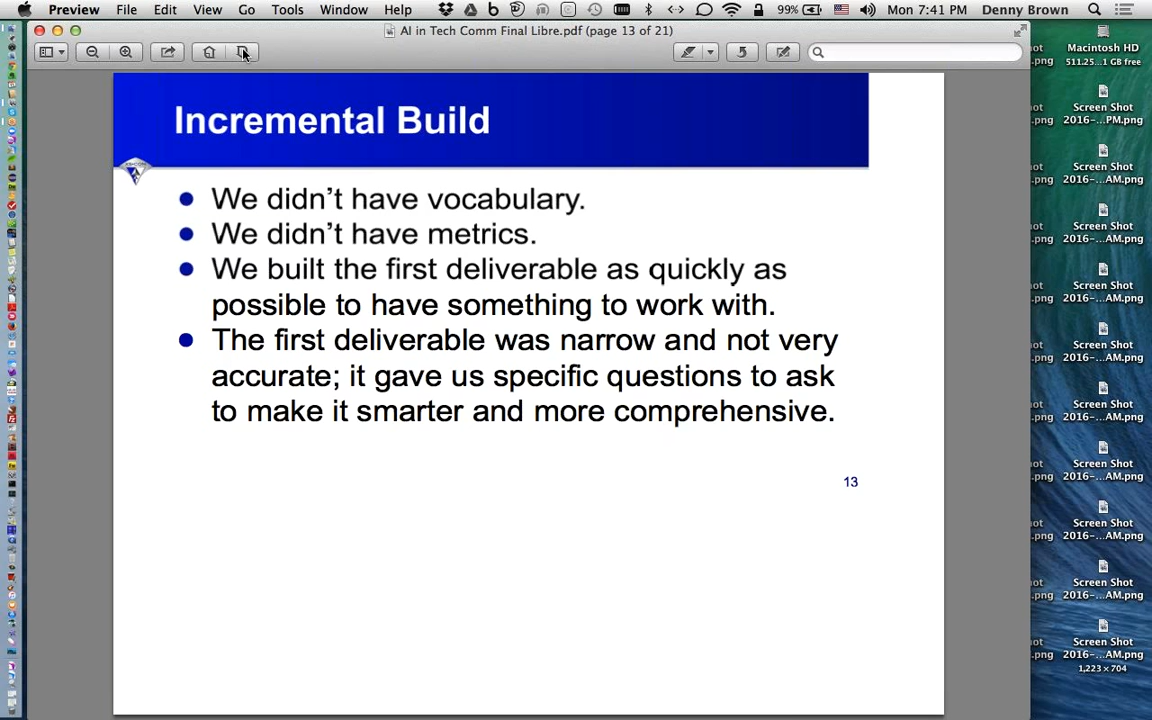 Preview File Edit View Go Tools Window Help 99% Mon 7:41 PM Denny Brown
AI in Tech Comm Final Libre.pdf (page 13 of 21)
Incremental Build
We didn't have vocabulary.
We didn't have metrics.
We built the first deliverable as quickly as
possible to have something to work with.
The first deliverable was narrow and not very
accurate; it gave us specific questions to ask
to make it smarter and more comprehensive.
13
Macintosh HD
511.25...1 GB free
Screen Shot
2016-...PM.png
Screen Shot
2016-...AM.png
Screen Shot
2016-...AM.png
Screen Shot
2016-...AM.png
Screen Shot
2016-...AM.png
Screen Shot
2016-...AM.png
Screen Shot
2016-...AM.png
Screen Shot
2016-...AM.png
Screen Shot
2016-...AM.png
Screen Shot
2016-...AM.png
1,223 × 704